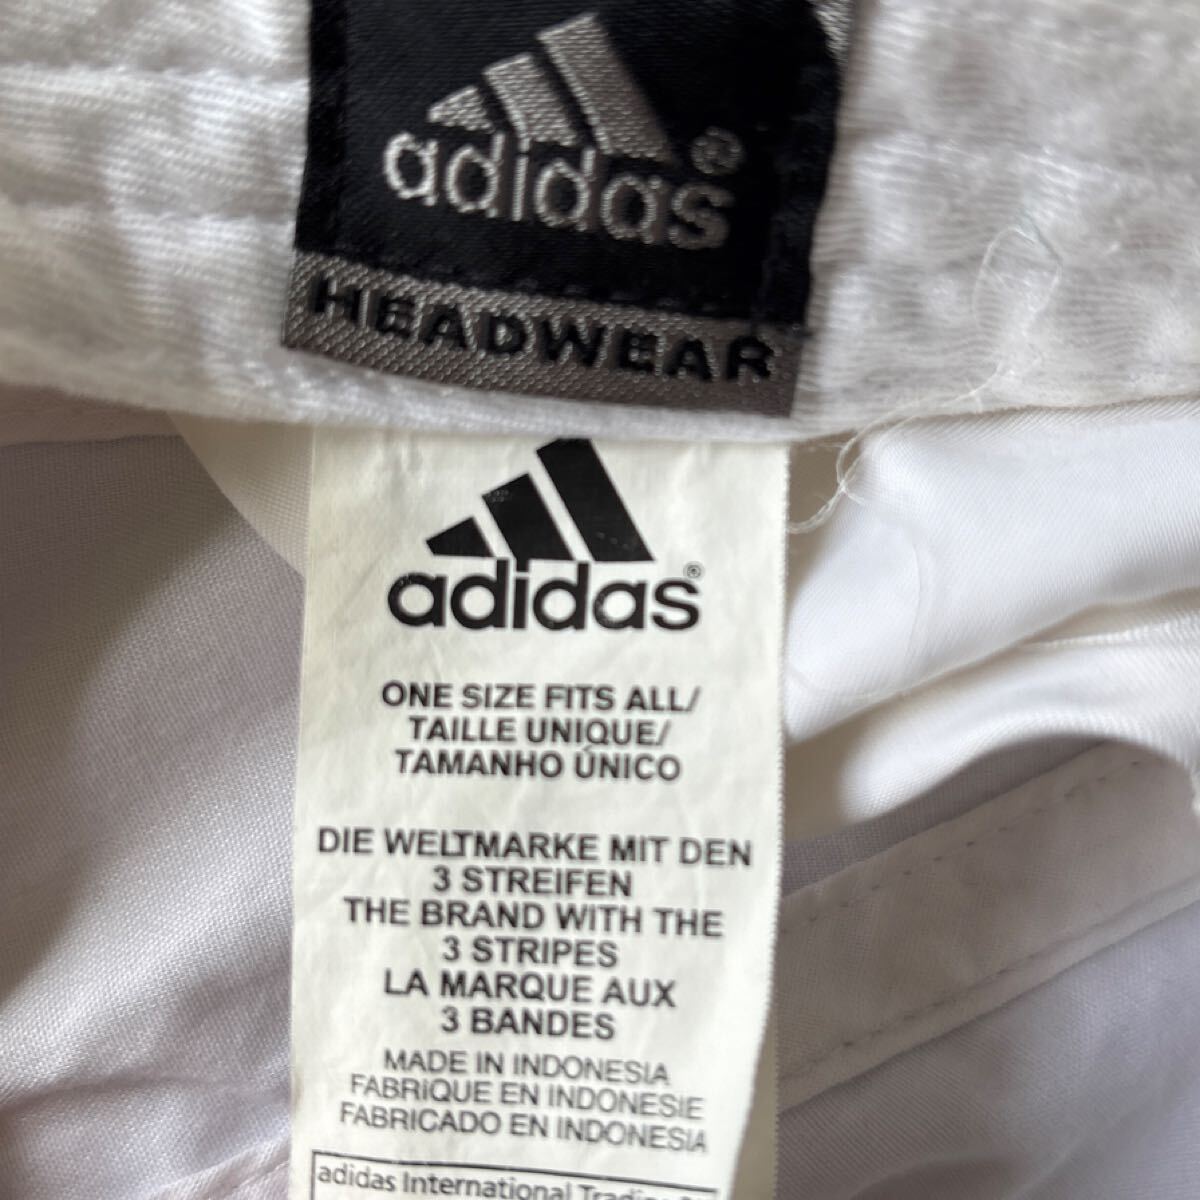 adidas®
HEADWEAR
adidas®
ONE SIZE FITS ALL/
TAILLE UNIQUE/
TAMANHO ÚNICO
DIE WELTMARKE MIT DEN
3 STREIFEN
THE BRAND WITH THE
3 STRIPES
LA MARQUE AUX
3 BANDES
MADE IN INDONESIA
FABRIQUE EN INDONESIE
FABRICADO EN INDONESIA
adidas International Trading